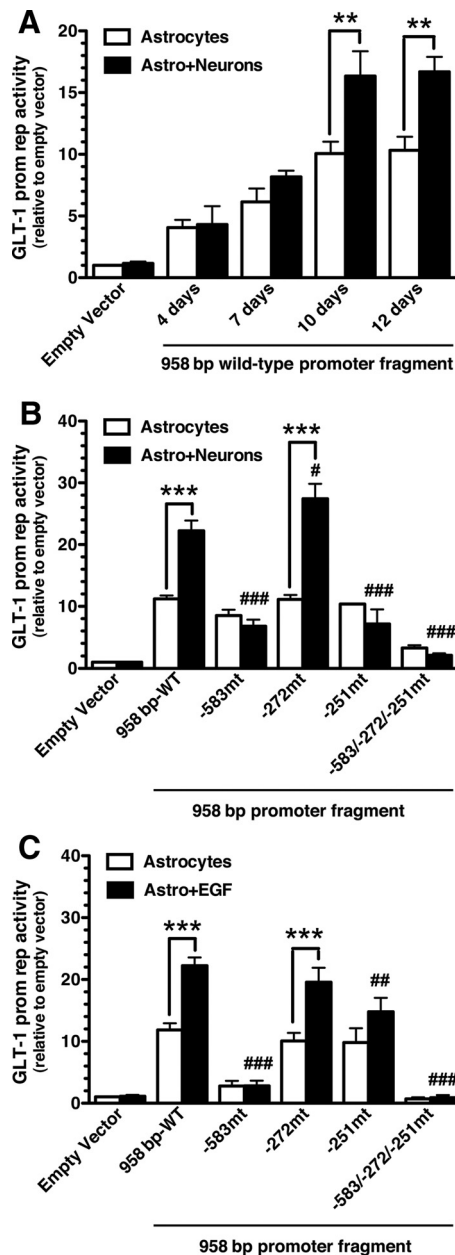 A
Astrocytes
Astro+Neurons
**
**
GLT-1 prom rep activity
(relative to empty vector)
20
15
10
5
0
Empty Vector
4 days
7 days
10 days
12 days
958 bp wild-type promoter fragment
B
Astrocytes
Astro+Neurons
***
***
#
###
###
###
GLT-1 prom rep activity
(relative to empty vector)
40
30
20
10
0
Empty Vector
958 bp-WT
-583mt
-272mt
-251mt
-583/-272/-251mt
958 bp promoter fragment
C
Astrocytes
Astro+EGF
***
***
###
##
###
GLT-1 prom rep activity
(relative to empty vector)
40
30
20
10
0
Empty Vector
958 bp-WT
-583mt
-272mt
-251mt
-583/-272/-251mt
958 bp promoter fragment